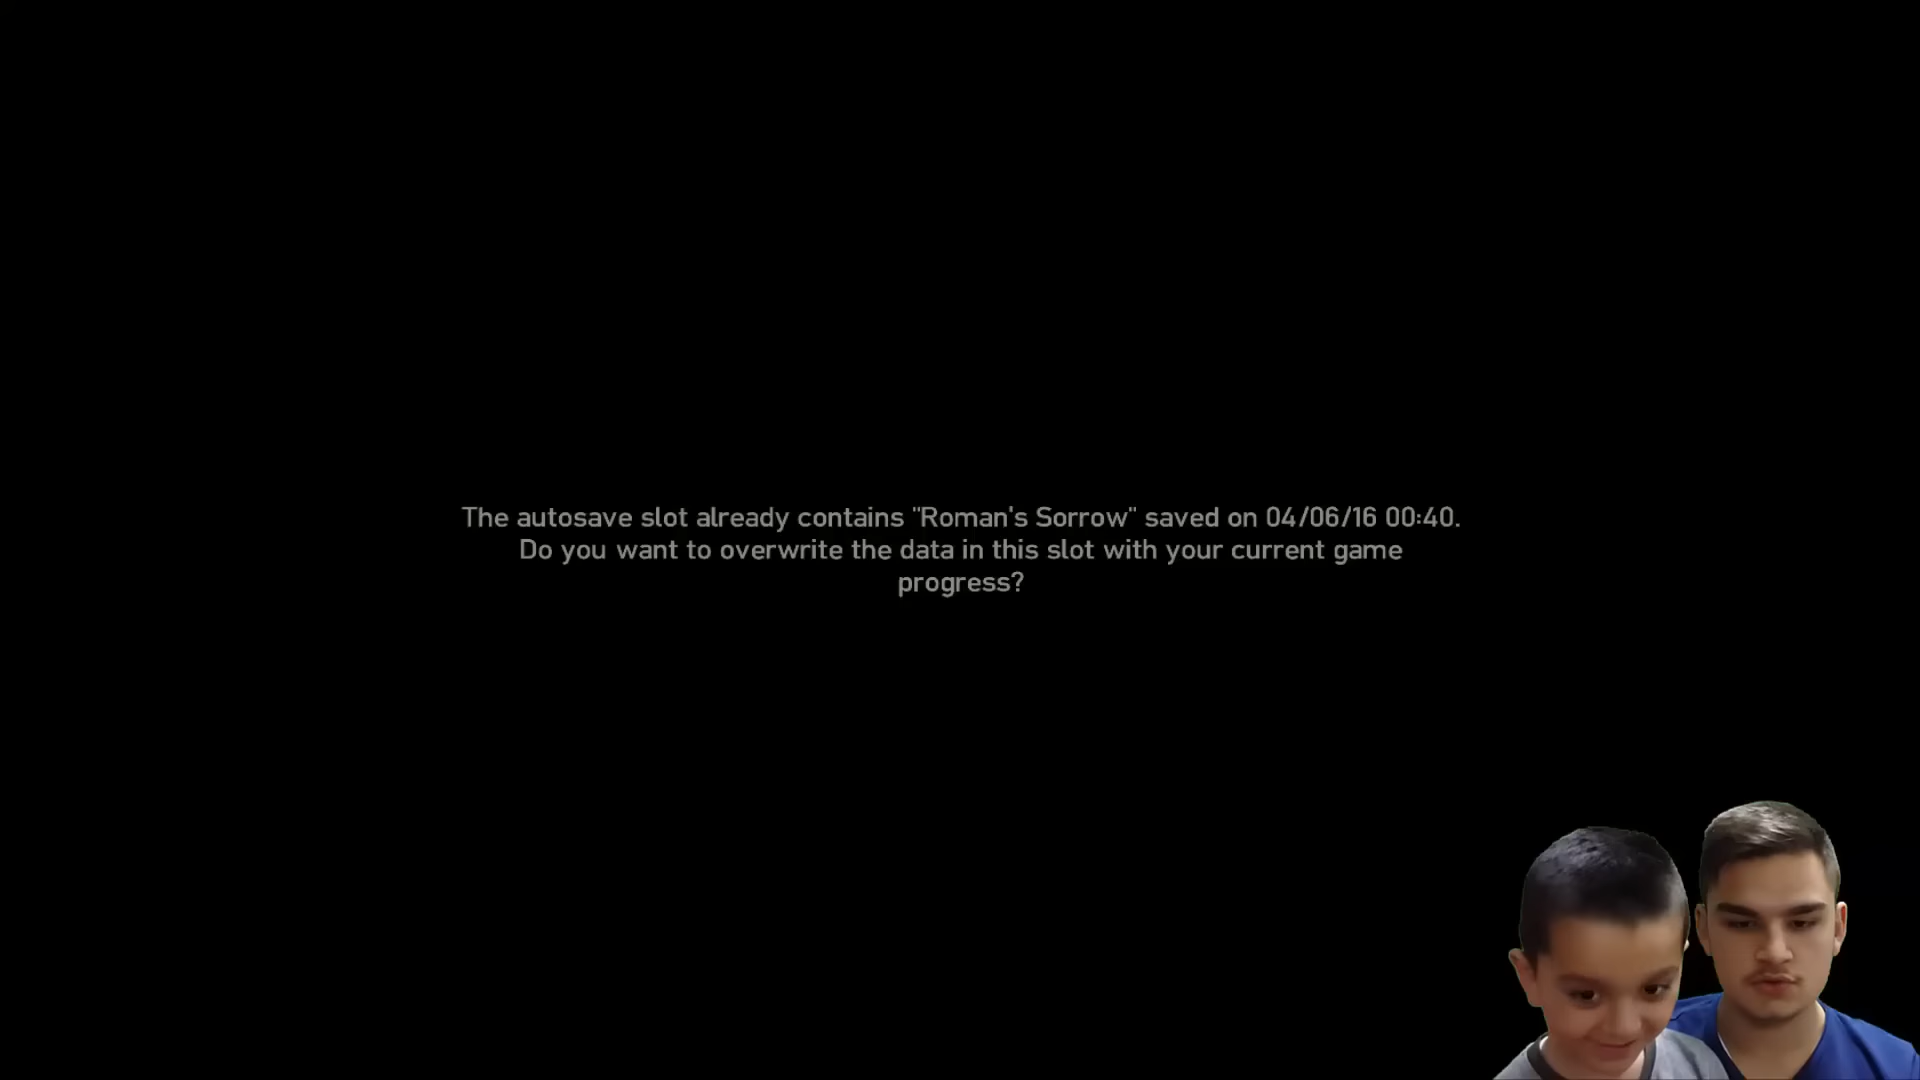 The autosave slot already contains "Roman's Sorrow" saved on 04/06/16 00:40.
Do you want to overwrite the data in this slot with your current game
progress?